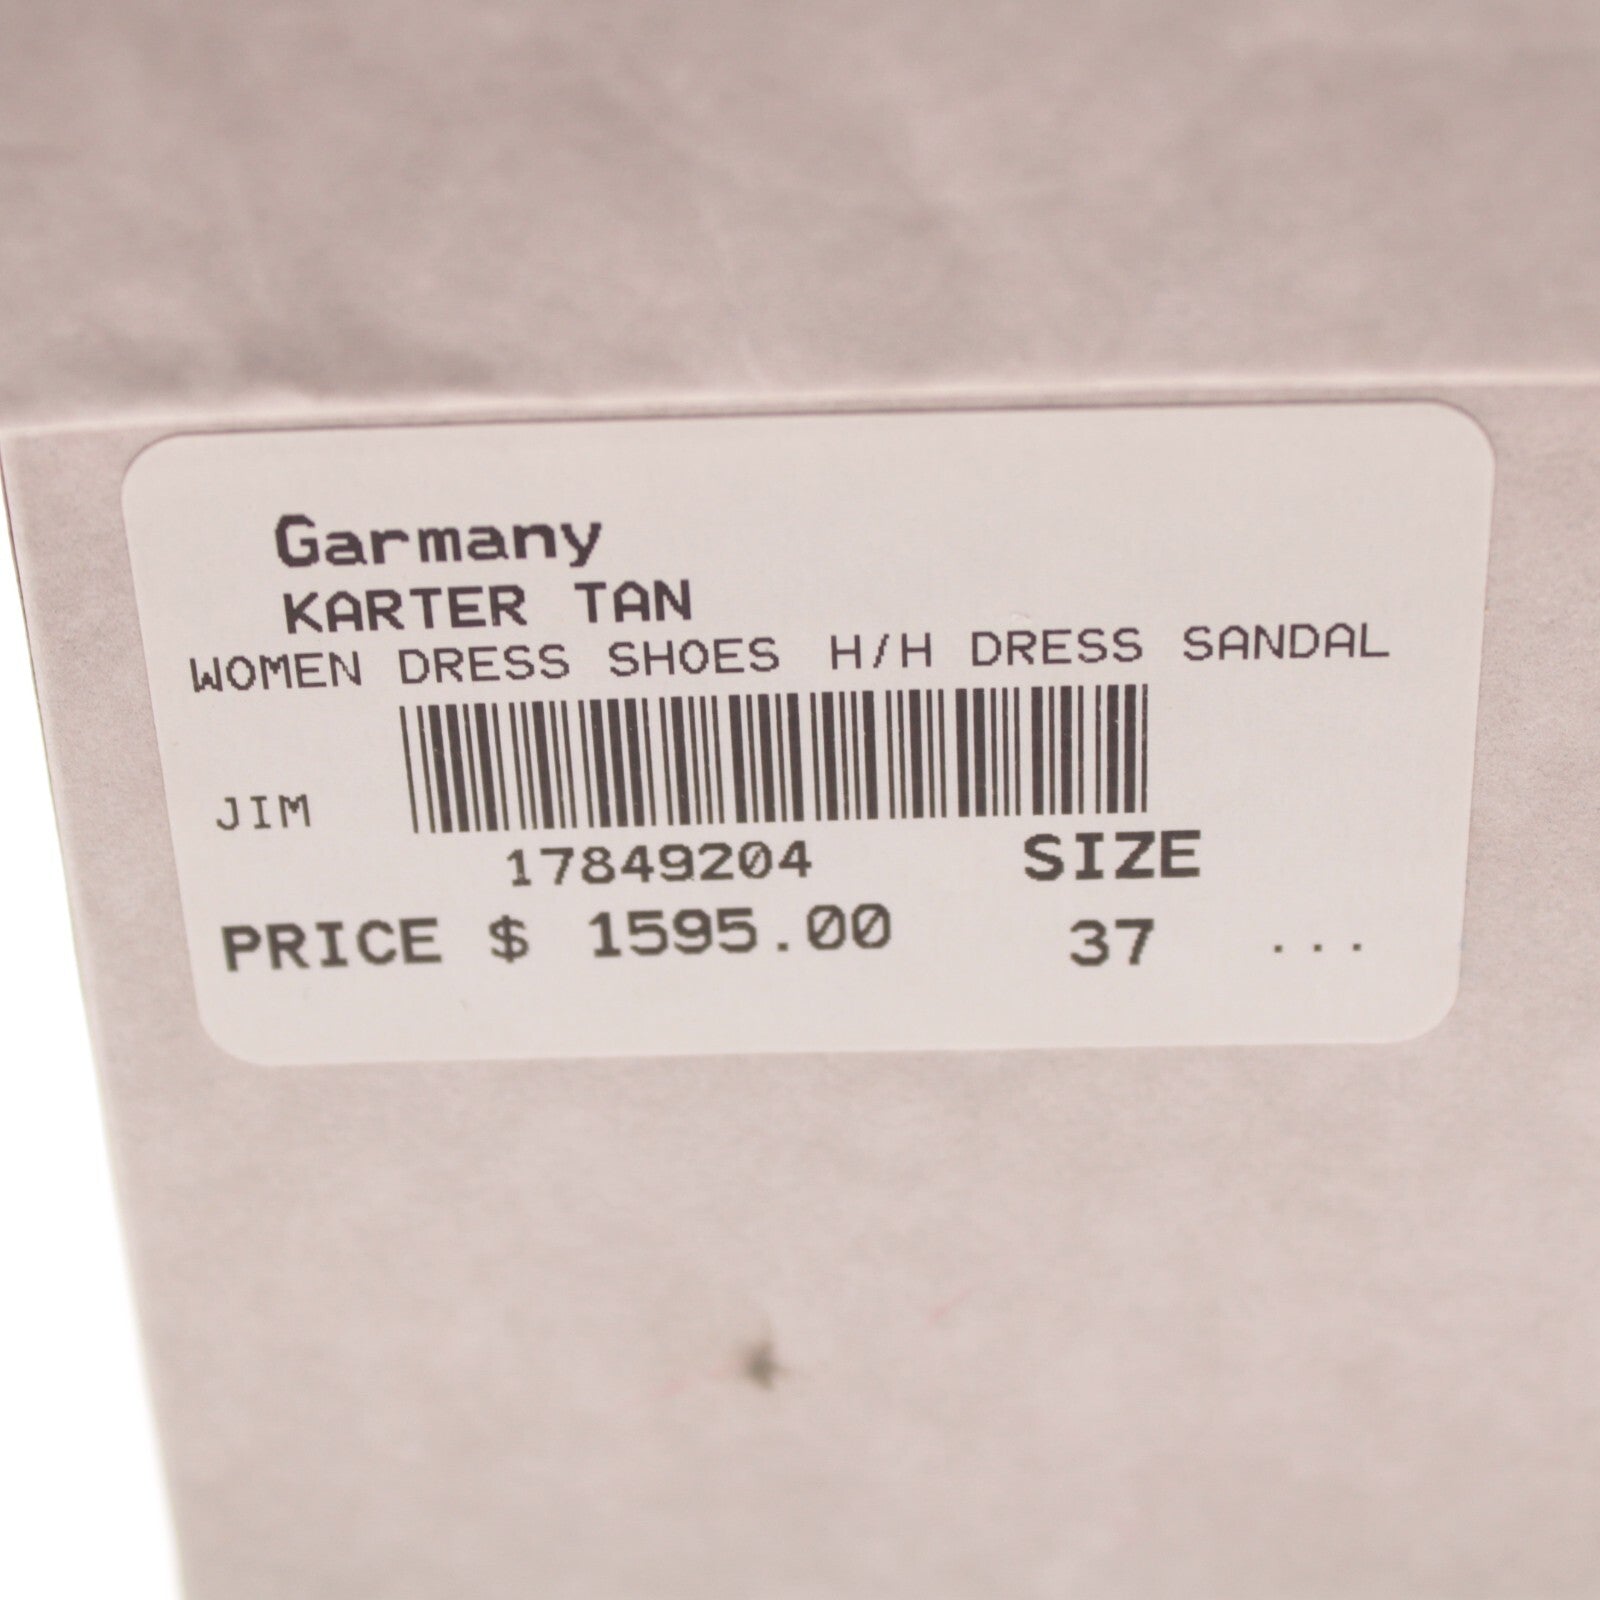 Garmany
KARTER TAN
WOMEN DRESS SHOES H/H DRESS SANDAL
JIM
17849204 SIZE
PRICE $ 1595.00 37 ...